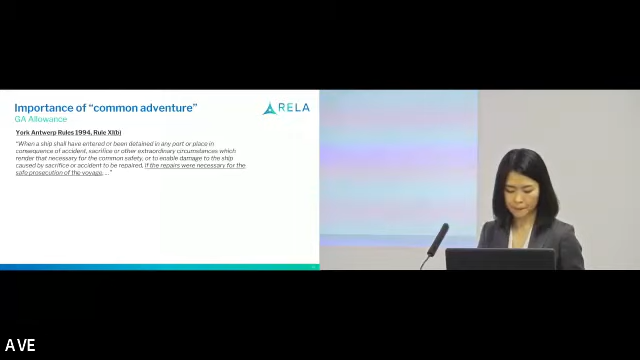 Importance of "common adventure"
RELA
GA Allowance
York Antwerp Rules 1994, Rule XI(b)
"When a ship shall have entered or been detained in any port or place in
consequence of accident, sacrifice or other extraordinary circumstances which
render that necessary for the common safety, or to enable damage to the ship
caused by sacrifice or accident to be repaired, if the repairs were necessary for the
safe prosecution of the voyage, ..."
AVE